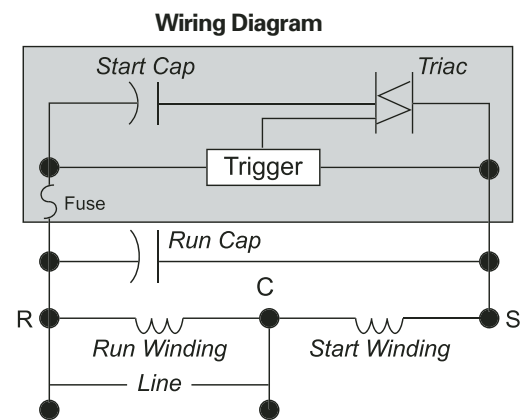 Wiring Diagram
Start Cap
Triac
Trigger
Fuse
Run Cap
C
R
S
Run Winding
Start Winding
Line